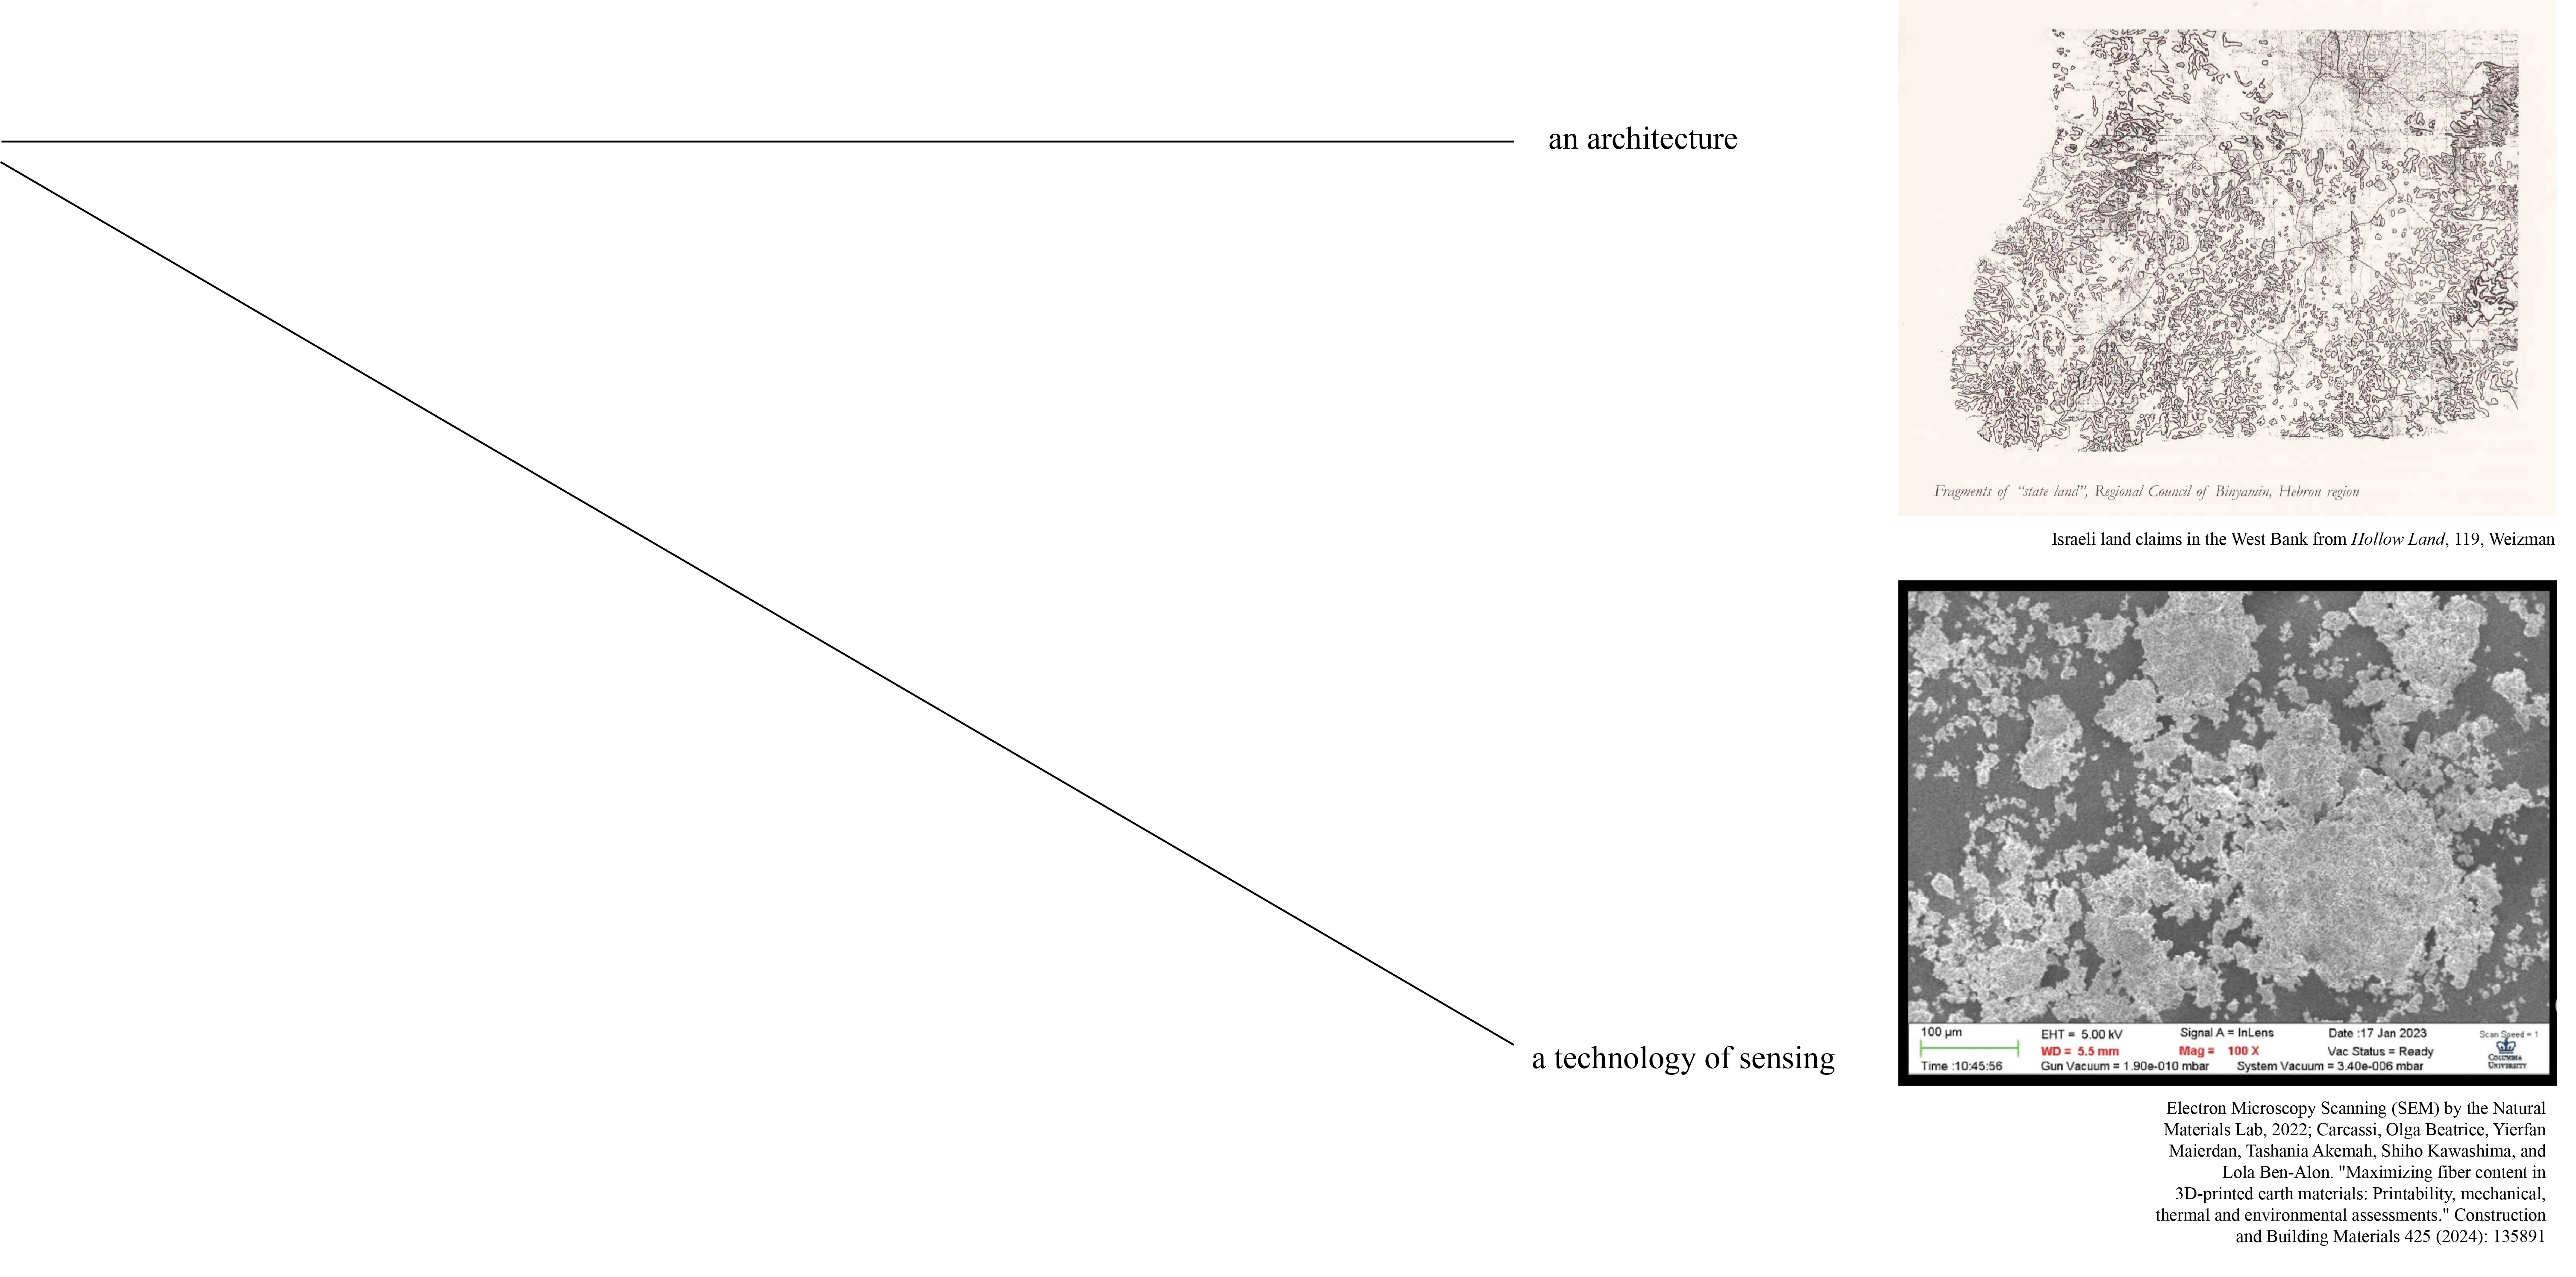 an architecture
Fragments of “state land”, Regional Council of Binyamin, Hebron region
Israeli land claims in the West Bank from Hollow Land, 119, Weizman
a technology of sensing
100 µm
EHT = 5.00 kV
Signal A = InLens
Date :17 Jan 2023
Scan Speed = 1
WD = 5.5 mm
Mag = 100 X
Vac Status = Ready
Time :10:45:56
Gun Vacuum = 1.90e-010 mbar
System Vacuum = 3.40e-006 mbar
COLUMBIA
UNIVERSITY
Electron Microscopy Scanning (SEM) by the Natural
Materials Lab, 2022; Carcassi, Olga Beatrice, Yierfan
Maierdan, Tashania Akemah, Shiho Kawashima, and
Lola Ben-Alon. "Maximizing fiber content in
3D-printed earth materials: Printability, mechanical,
thermal and environmental assessments." Construction
and Building Materials 425 (2024): 135891